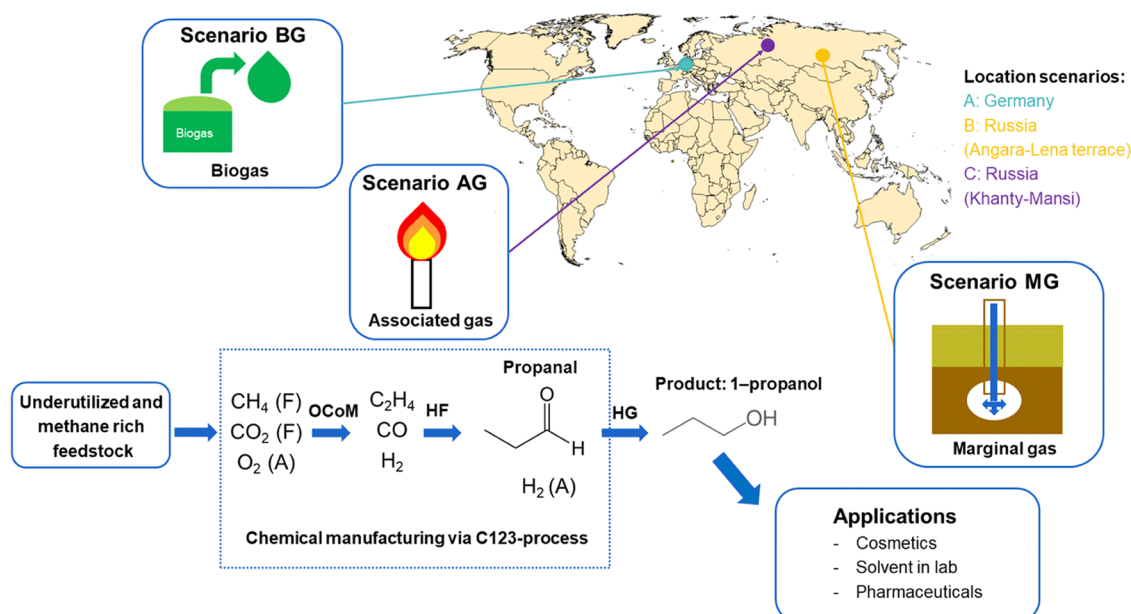 Scenario BG
Biogas
Biogas
Scenario AG
Associated gas
Location scenarios:
A: Germany
B: Russia
(Angara-Lena terrace)
C: Russia
(Khanty-Mansi)
Scenario MG
Marginal gas
Underutilized and
methane rich
feedstock
CH₄ (F)
CO₂ (F)
O₂ (A)
OCoM
C₂H₄
CO
H₂
HF
Propanal
O
H
H₂ (A)
Chemical manufacturing via C123-process
HG
Product: 1–propanol
OH
Applications
- Cosmetics
- Solvent in lab
- Pharmaceuticals